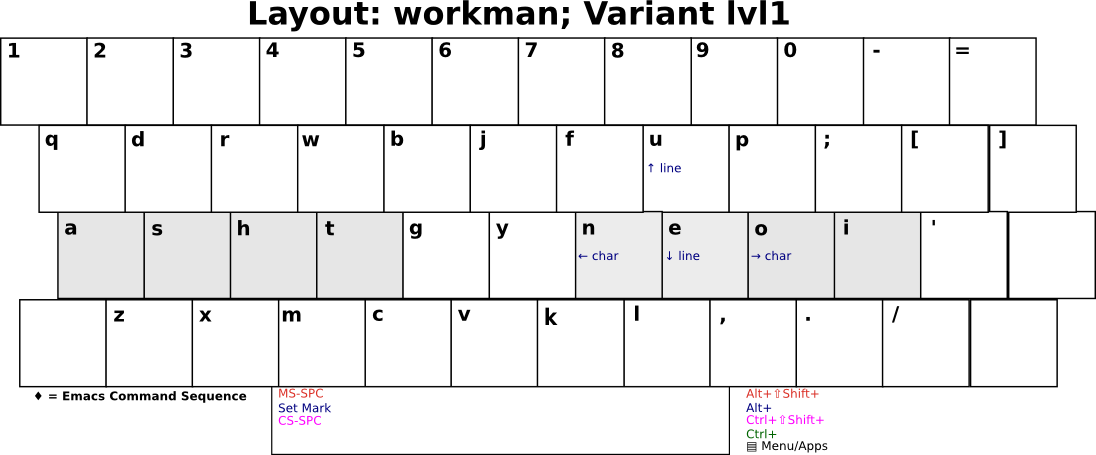 Layout: workman; Variant lvl1
1 2 3 4 5 6 7 8 9 0 - =
q d r w b j f u p ; [ ]
↑ line
a s h t g y n e o i '
← char ↓ line → char
z x m c v k l , . /
♦ = Emacs Command Sequence
MS-SPC
Set Mark
CS-SPC
Alt+⇧Shift+
Alt+
Ctrl+⇧Shift+
Ctrl+
▤ Menu/Apps